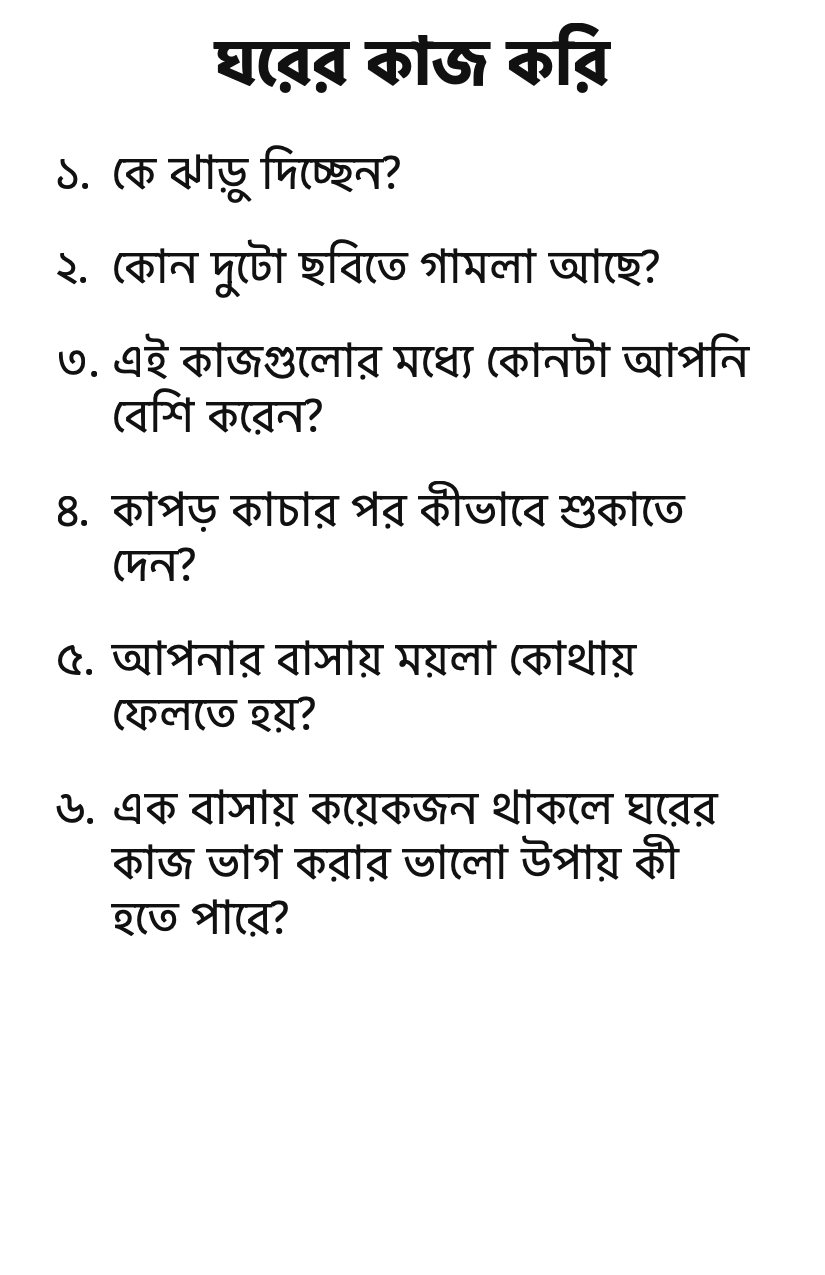 ঘরের কাজ করি
১. কে ঝাড়ু দিচ্ছেন?
২. কোন দুটো ছবিতে গামলা আছে?
৩. এই কাজগুলোর মধ্যে কোনটা আপনি
বেশি করেন?
৪. কাপড় কাচার পর কীভাবে শুকাতে
দেন?
৫. আপনার বাসায় ময়লা কোথায়
ফেলতে হয়?
৬. এক বাসায় কয়েকজন থাকলে ঘরের
কাজ ভাগ করার ভালো উপায় কী
হতে পারে?